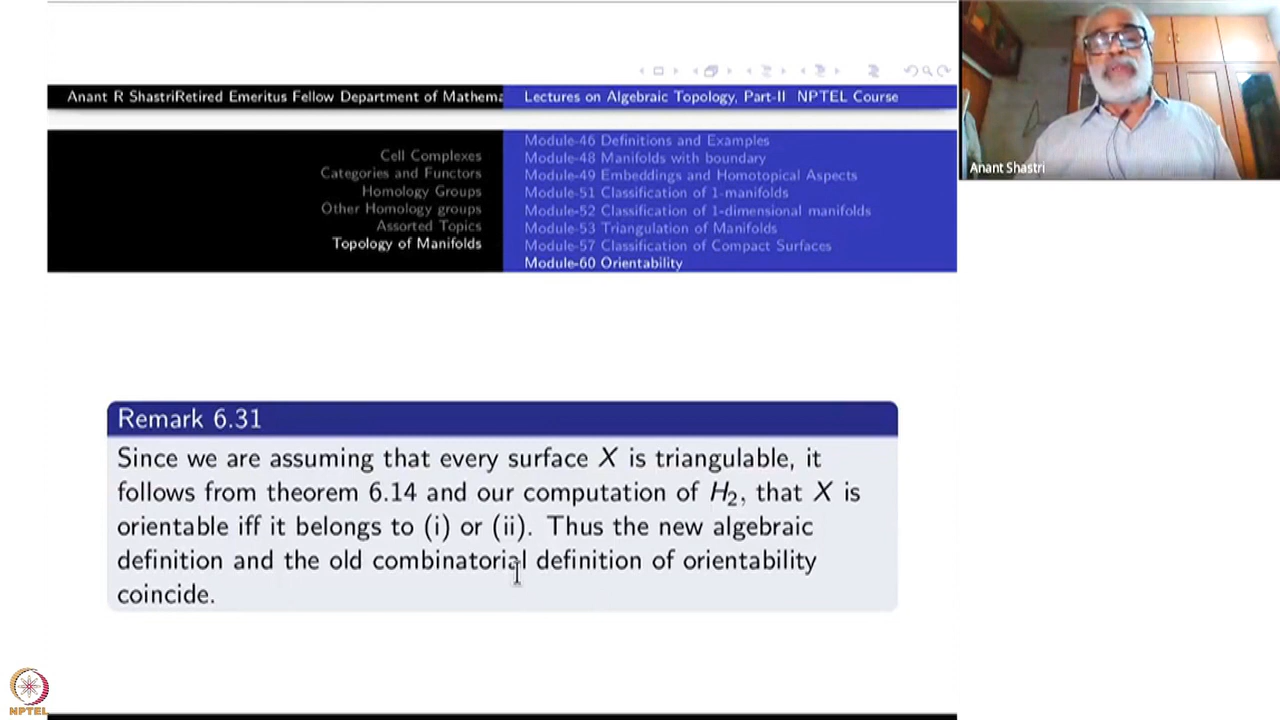 Anant R ShastriRetired Emeritus Fellow Department of Mathema
Lectures on Algebraic Topology, Part-II NPTEL Course
Cell Complexes
Categories and Functors
Homology Groups
Other Homology groups
Assorted Topics
Topology of Manifolds
Module-46 Definitions and Examples
Module-48 Manifolds with boundary
Module-49 Embeddings and Homotopical Aspects
Module-51 Classification of 1-manifolds
Module-52 Classification of 1-dimensional manifolds
Module-53 Triangulation of Manifolds
Module-57 Classification of Compact Surfaces
Module-60 Orientability
Anant Shastri
Remark 6.31
Since we are assuming that every surface X is triangulable, it
follows from theorem 6.14 and our computation of H₂, that X is
orientable iff it belongs to (i) or (ii). Thus the new algebraic
definition and the old combinatorial definition of orientability
coincide.
NPTEL